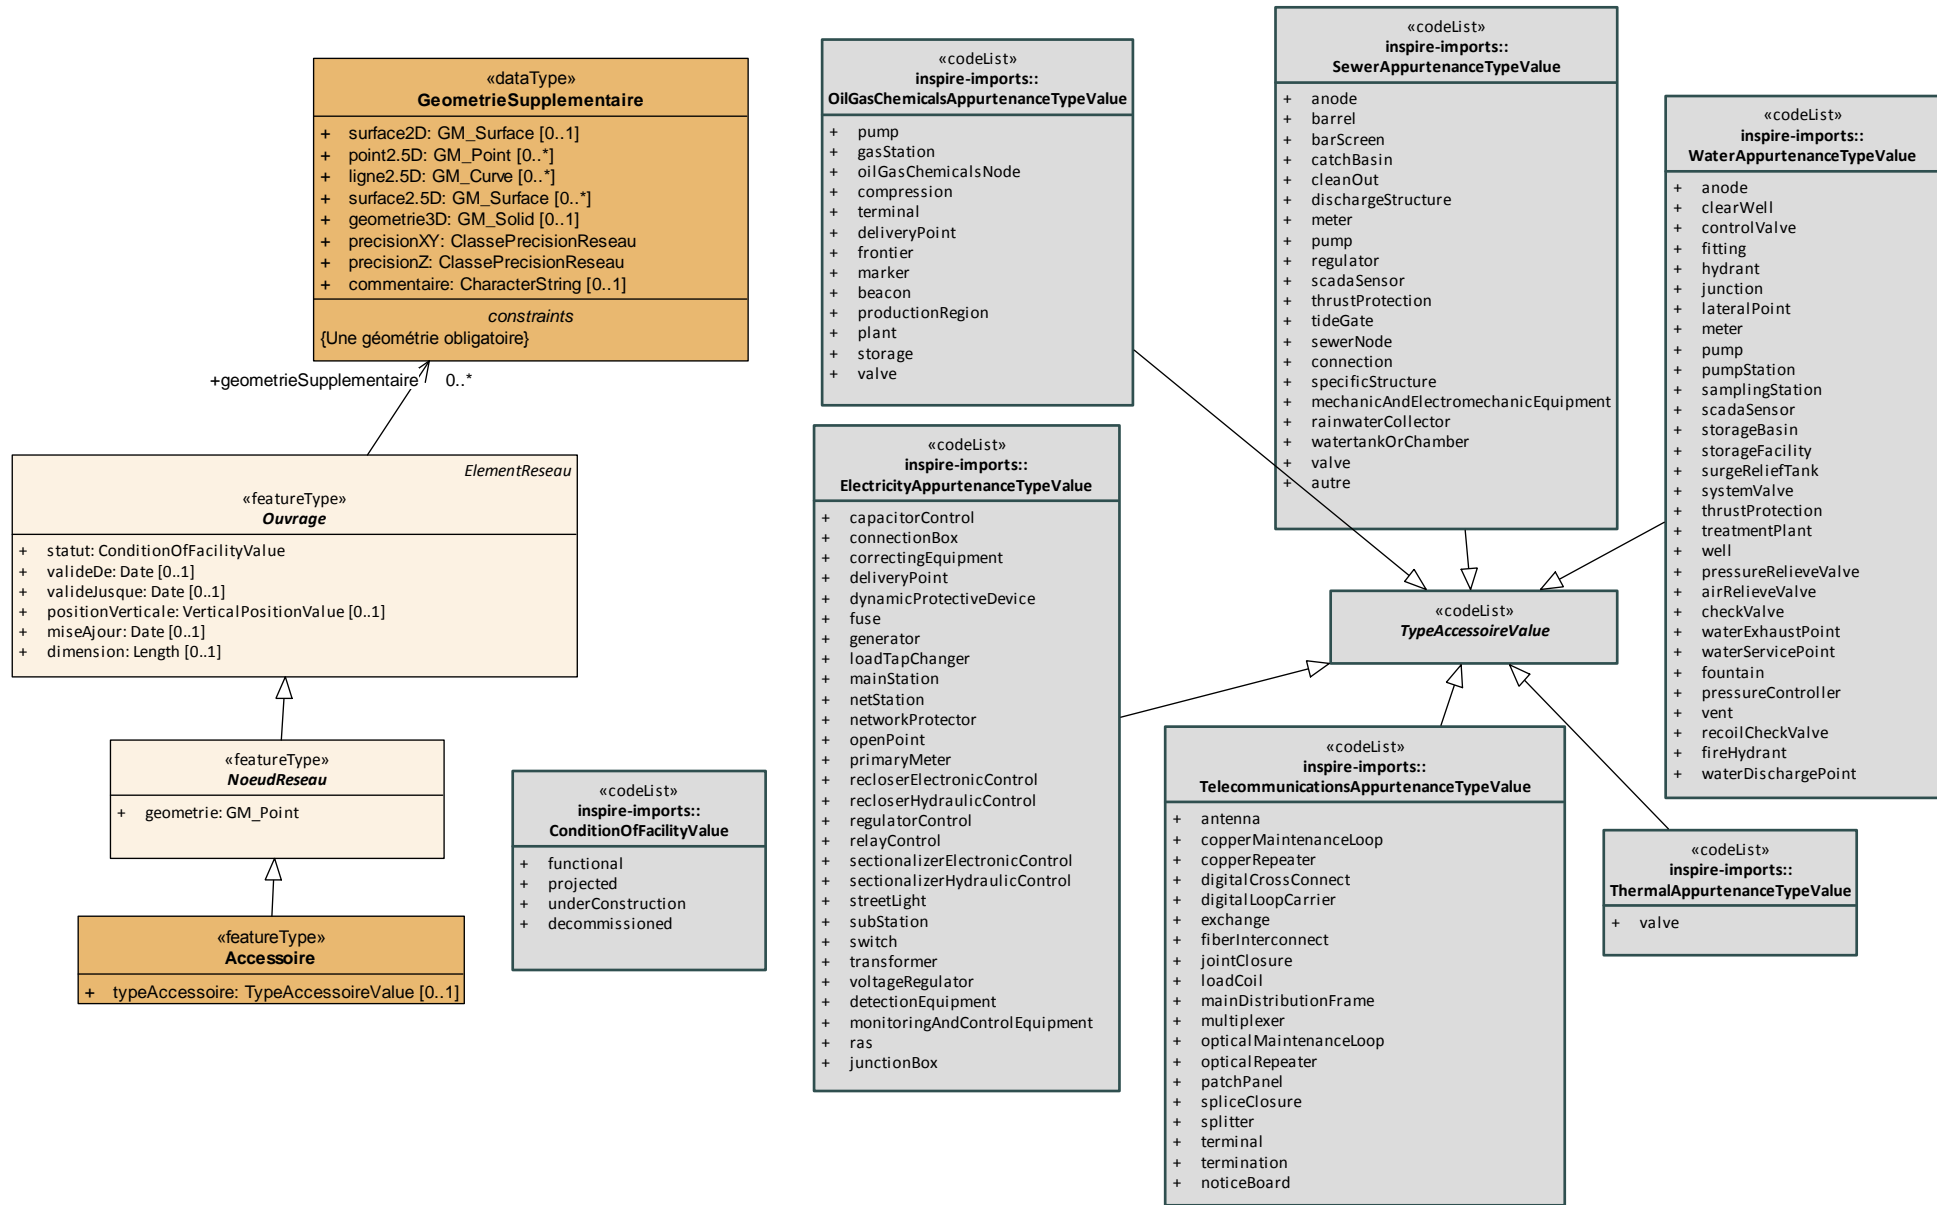 «dataType»
GeometrieSupplementaire
+ surface2D: GM_Surface [0..1]
+ point2.5D: GM_Point [0..*]
+ ligne2.5D: GM_Curve [0..*]
+ surface2.5D: GM_Surface [0..*]
+ geometrie3D: GM_Solid [0..1]
+ precisionXY: ClassePrecisionReseau
+ precisionZ: ClassePrecisionReseau
+ commentaire: CharacterString [0..1]
constraints
{Une géométrie obligatoire}
+geometrieSupplementaire 0..*
ElementReseau
«featureType»
Ouvrage
+ statut: ConditionOfFacilityValue
+ valideDe: Date [0..1]
+ valideJusque: Date [0..1]
+ positionVerticale: VerticalPositionValue [0..1]
+ miseAjour: Date [0..1]
+ dimension: Length [0..1]
«featureType»
NoeudReseau
+ geometrie: GM_Point
«featureType»
Accessoire
+ typeAccessoire: TypeAccessoireValue [0..1]
«codeList»
inspire-imports::
ConditionOfFacilityValue
+ functional
+ projected
+ underConstruction
+ decommissioned
«codeList»
inspire-imports::
OilGasChemicalsAppurtenanceTypeValue
+ pump
+ gasStation
+ oilGasChemicalsNode
+ compression
+ terminal
+ deliveryPoint
+ frontier
+ marker
+ beacon
+ productionRegion
+ plant
+ storage
+ valve
«codeList»
inspire-imports::
ElectricityAppurtenanceTypeValue
+ capacitorControl
+ connectionBox
+ correctingEquipment
+ deliveryPoint
+ dynamicProtectiveDevice
+ fuse
+ generator
+ loadTapChanger
+ mainStation
+ netStation
+ networkProtector
+ openPoint
+ primaryMeter
+ recloserElectronicControl
+ recloserHydraulicControl
+ regulatorControl
+ relayControl
+ sectionalizerElectronicControl
+ sectionalizerHydraulicControl
+ streetLight
+ subStation
+ switch
+ transformer
+ voltageRegulator
+ detectionEquipment
+ monitoringAndControlEquipment
+ ras
+ junctionBox
«codeList»
inspire-imports::
SewerAppurtenanceTypeValue
+ anode
+ barrel
+ barScreen
+ catchBasin
+ cleanOut
+ dischargeStructure
+ meter
+ pump
+ regulator
+ scadaSensor
+ thrustProtection
+ tideGate
+ sewerNode
+ connection
+ specificStructure
+ mechanicAndElectromechanicEquipment
+ rainwaterCollector
+ watertankOrChamber
+ valve
+ autre
«codeList»
TypeAccessoireValue
«codeList»
inspire-imports::
TelecommunicationsAppurtenanceTypeValue
+ antenna
+ copperMaintenanceLoop
+ copperRepeater
+ digitalCrossConnect
+ digitalLoopCarrier
+ exchange
+ fiberInterconnect
+ jointClosure
+ loadCoil
+ mainDistributionFrame
+ multiplexer
+ opticalMaintenanceLoop
+ opticalRepeater
+ patchPanel
+ spliceClosure
+ splitter
+ terminal
+ termination
+ noticeBoard
«codeList»
inspire-imports::
WaterAppurtenanceTypeValue
+ anode
+ clearWell
+ controlValve
+ fitting
+ hydrant
+ junction
+ lateralPoint
+ meter
+ pump
+ pumpStation
+ samplingStation
+ scadaSensor
+ storageBasin
+ storageFacility
+ surgeReliefTank
+ systemValve
+ thrustProtection
+ treatmentPlant
+ well
+ pressureRelieveValve
+ airRelieveValve
+ checkValve
+ waterExhaustPoint
+ waterServicePoint
+ fountain
+ pressureController
+ vent
+ recoilCheckValve
+ fireHydrant
+ waterDischargePoint
«codeList»
inspire-imports::
ThermalAppurtenanceTypeValue
+ valve